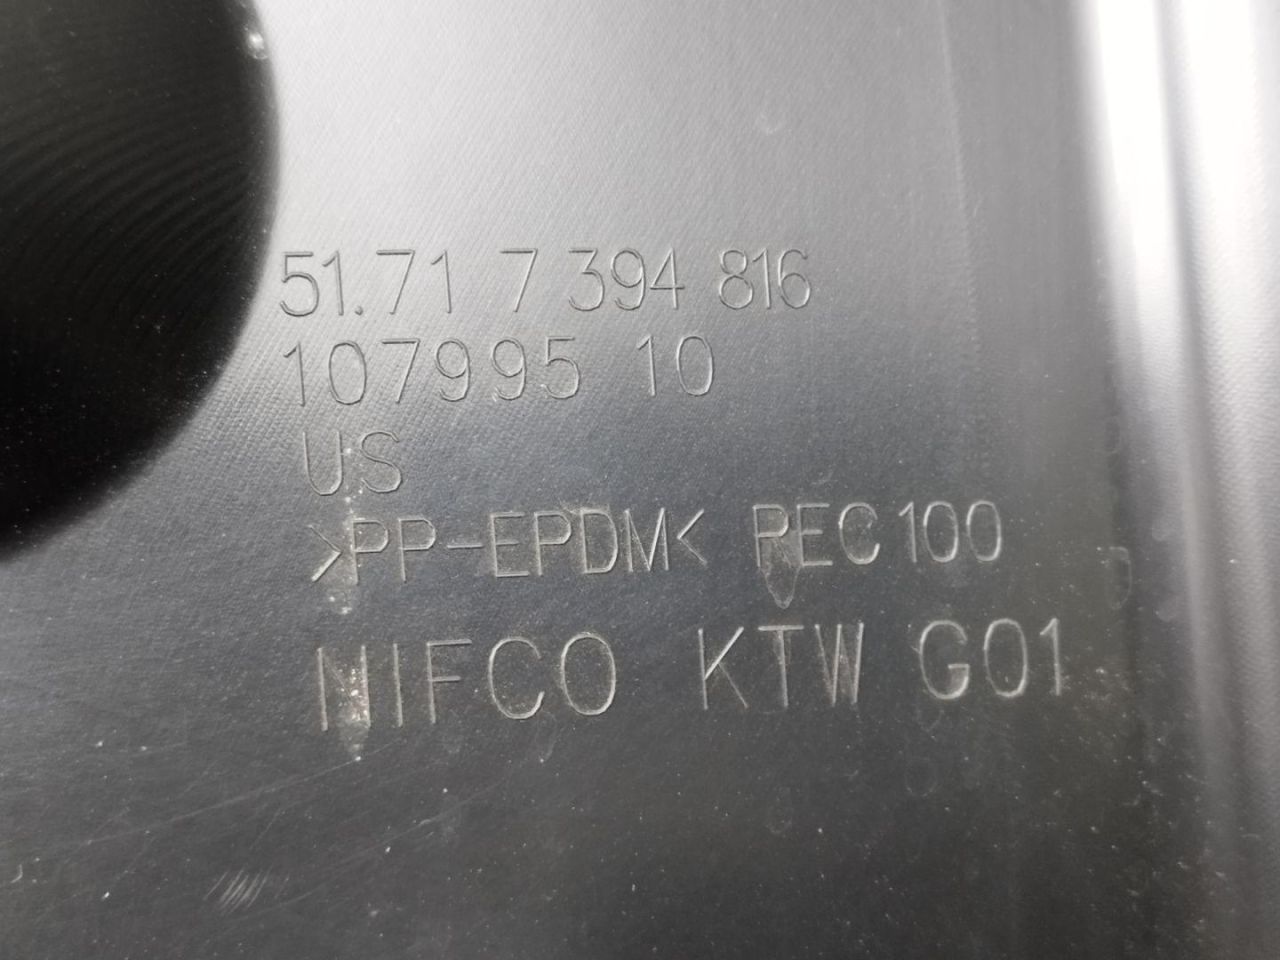 51.71 7 394 816
107995 10
US
>PP-EPDM< REC100
NIFCO KTW G01